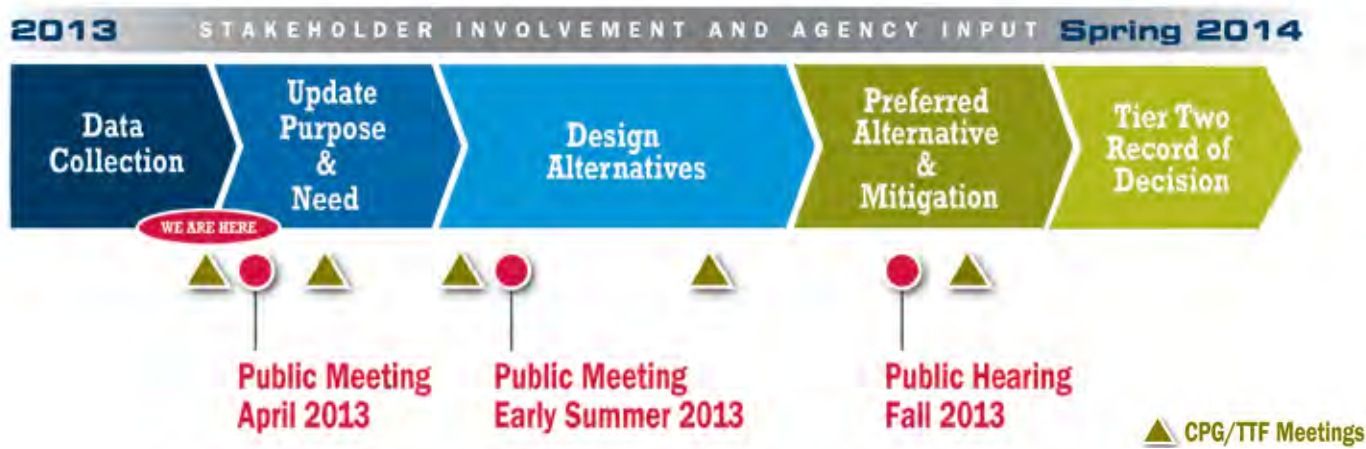 2013 STAKEHOLDER INVOLVEMENT AND AGENCY INPUT Spring 2014
Data
Collection
Update
Purpose
&
Need
Design
Alternatives
Preferred
Alternative
&
Mitigation
Tier Two
Record of
Decision
WE ARE HERE
Public Meeting
April 2013
Public Meeting
Early Summer 2013
Public Hearing
Fall 2013
CPG/TTF Meetings